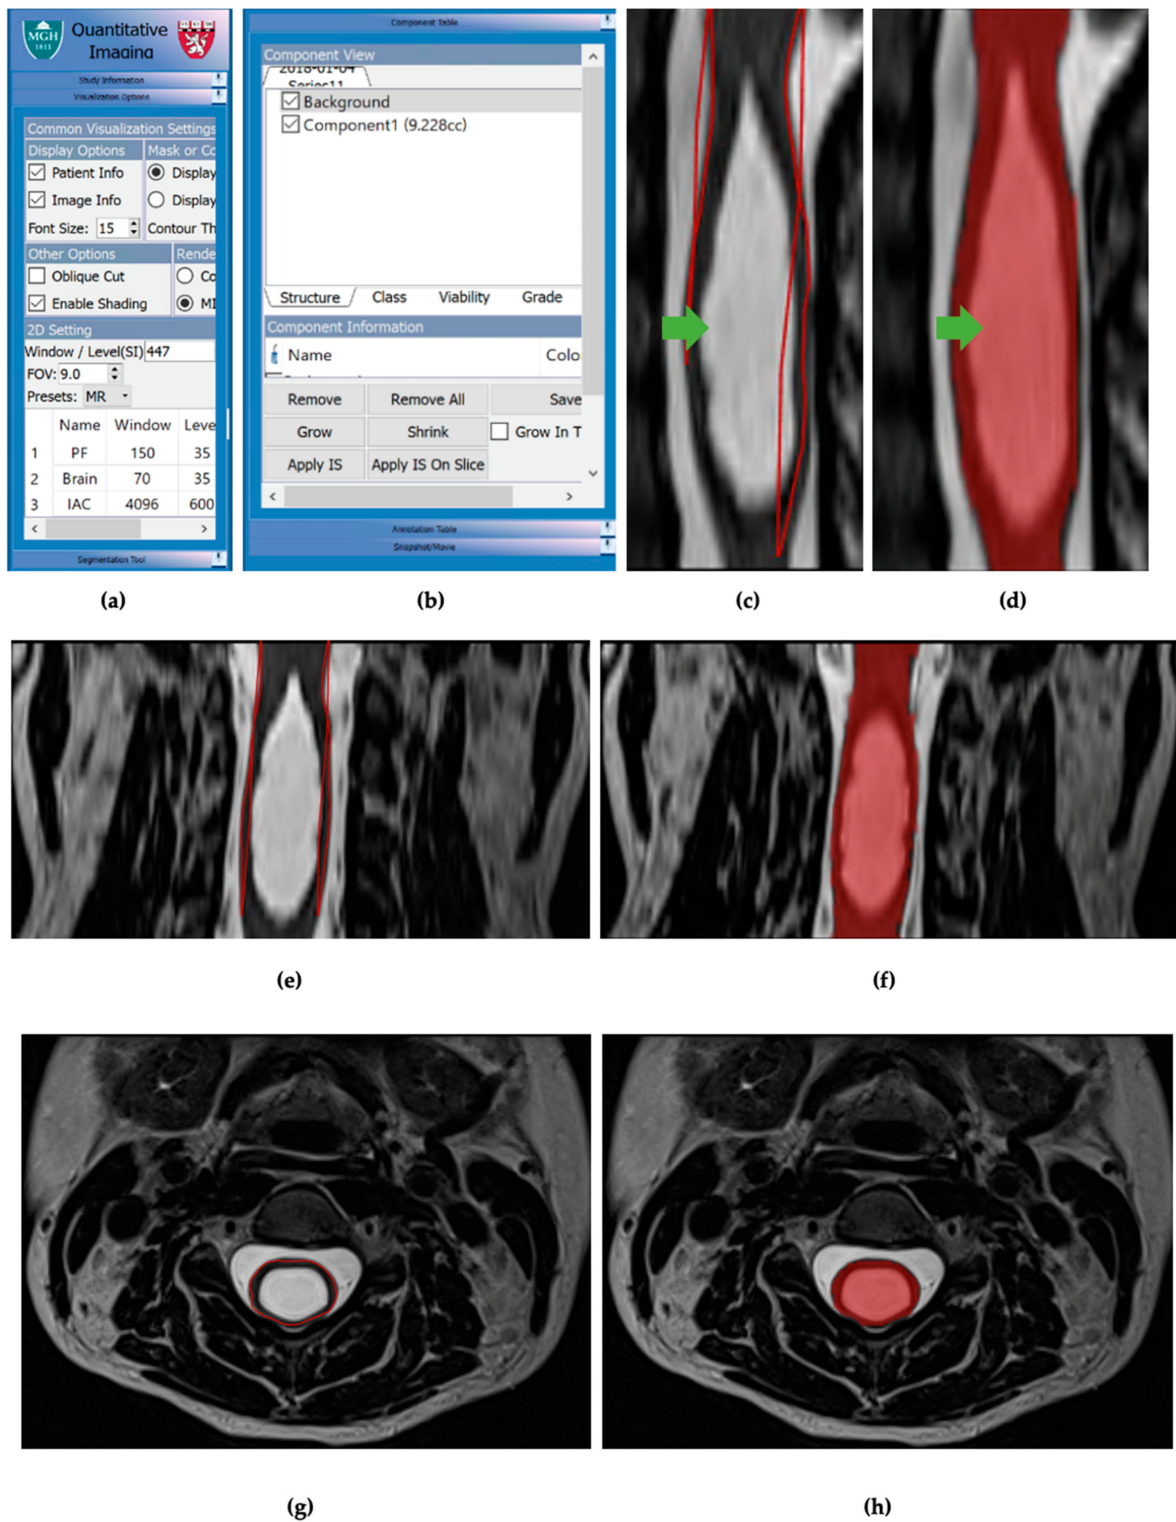 MGH
1811
Quantitative
Imaging
Study Information
Visualization Options
Common Visualization Settings
Display Options
Mask or Co
Patient Info
Display
Image Info
Display
Font Size: 15
Contour Th
Other Options
Rende
Oblique Cut
Co
Enable Shading
MI
2D Setting
Window / Level(SI) 447
FOV: 9.0
Presets: MR
Name Window Leve
1 PF 150 35
2 Brain 70 35
3 IAC 4096 600
Segmentation Tool
(a)
Component Table
Component View
2018-01-04
Series11
Background
Component1 (9.228cc)
Structure Class Viability Grade
Component Information
Name Colo
Remove Remove All Save
Grow Shrink Grow In T
Apply IS Apply IS On Slice
Annotation Table
Snapshot/Movie
(b)
(c)
(d)
(e)
(f)
(g)
(h)